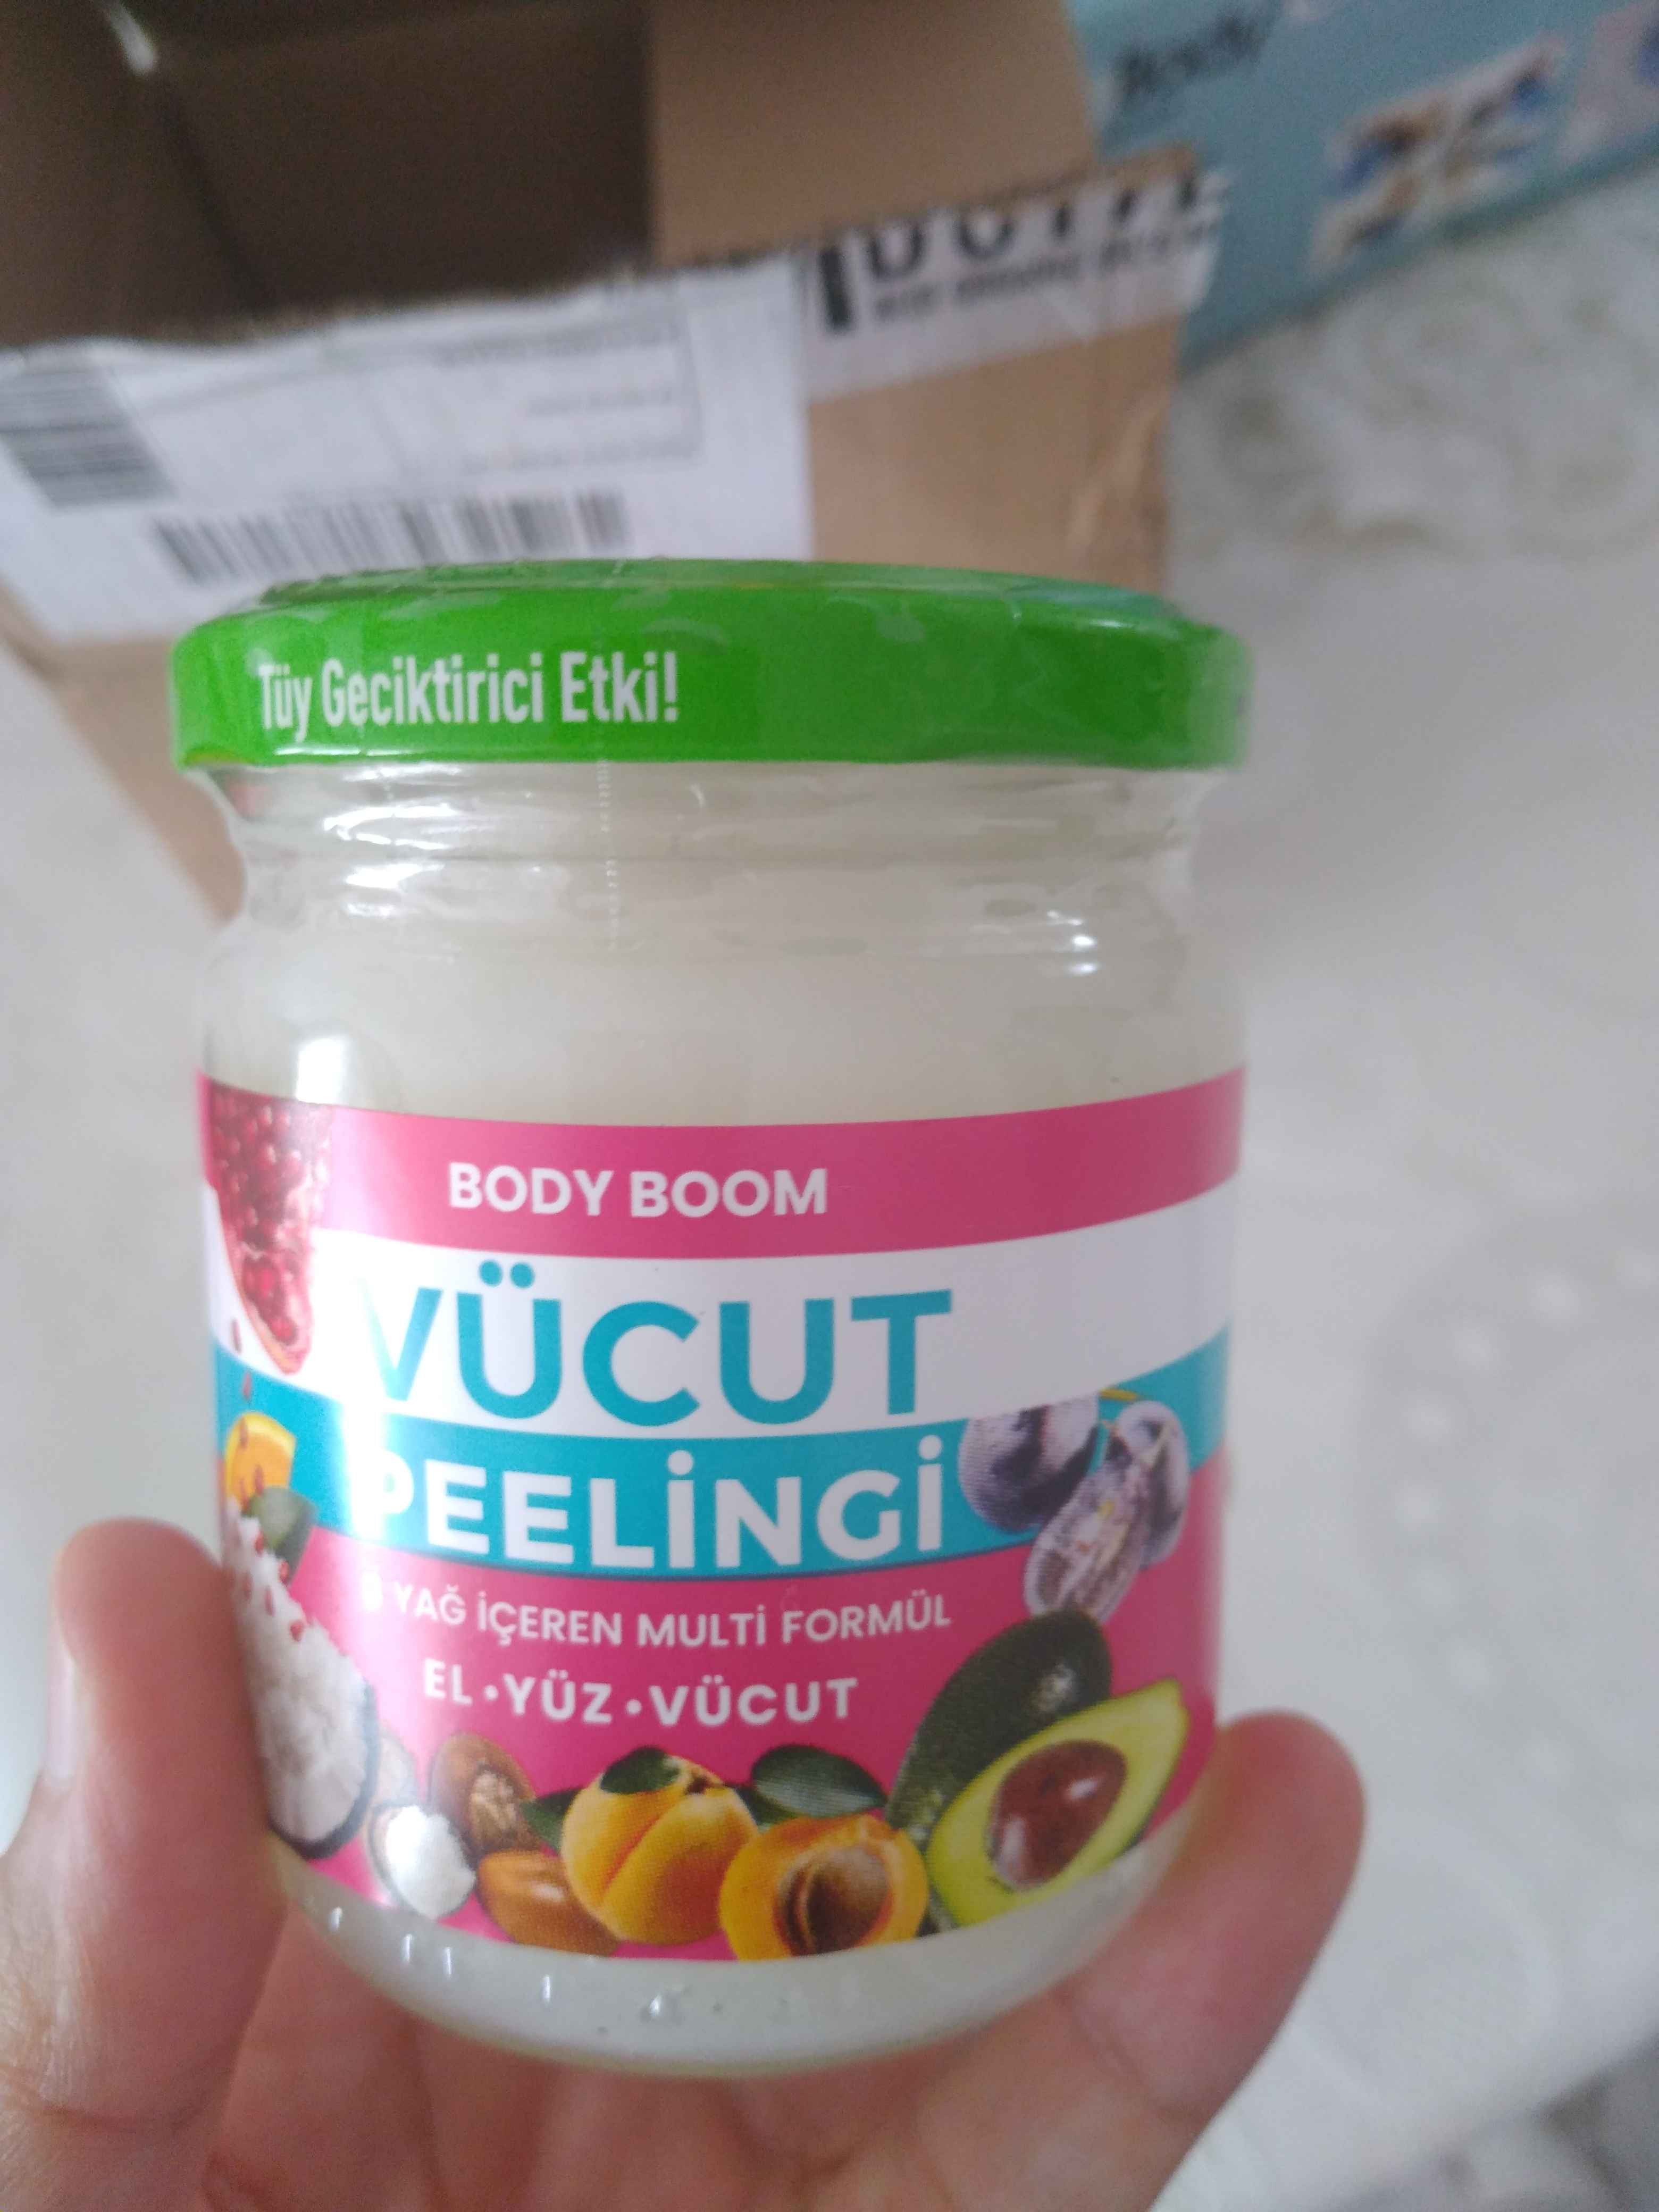 Tüy Geciktirici Etki!
BODY BOOM
VÜCUT
PEELİNGİ
YAĞ İÇEREN MULTİ FORMÜL
EL • YÜZ • VÜCUT